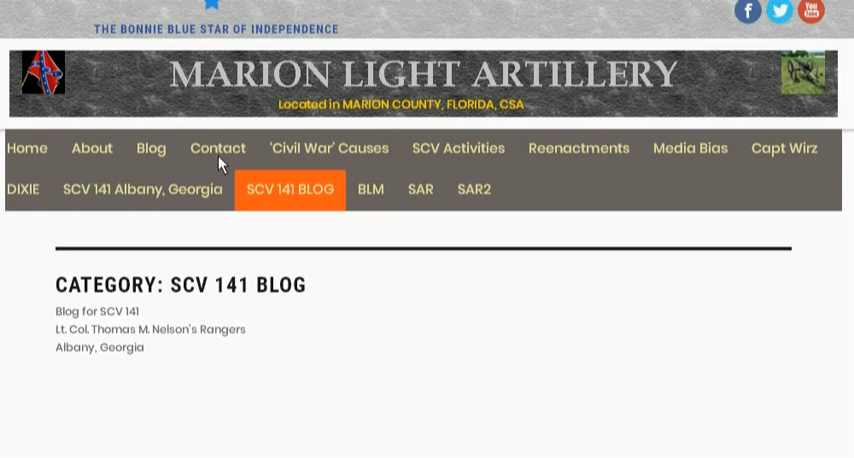 THE BONNIE BLUE STAR OF INDEPENDENCE
You
Tube
MARION LIGHT ARTILLERY
Located in MARION COUNTY, FLORIDA, CSA
Home About Blog Contact 'Civil War' Causes SCV Activities Reenactments Media Bias Capt Wirz
DIXIE SCV 141 Albany, Georgia SCV 141 BLOG BLM SAR SAR2
CATEGORY: SCV 141 BLOG
Blog for SCV 141
Lt. Col. Thomas M. Nelson's Rangers
Albany, Georgia